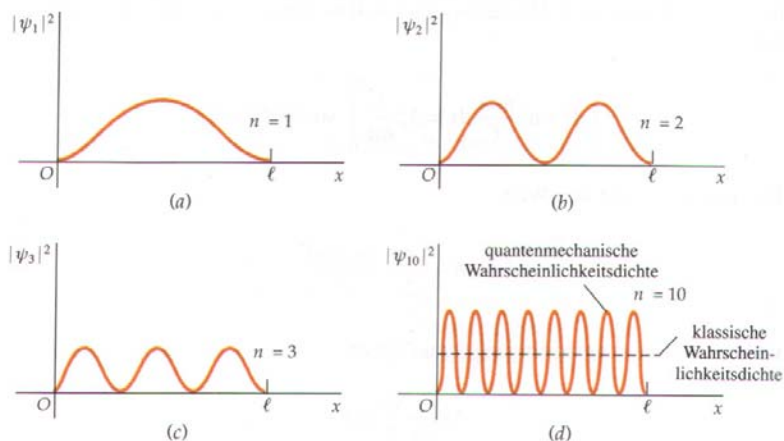 |ψ₁|²
n = 1
O
ℓ
x
(a)
|ψ₂|²
n = 2
O
ℓ
x
(b)
|ψ₃|²
n = 3
O
ℓ
x
(c)
|ψ₁₀|²
quantenmechanische
Wahrscheinlichkeitsdichte
n = 10
klassische
Wahrschein-
lichkeitsdichte
O
ℓ
x
(d)